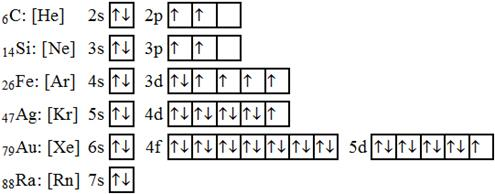 ₆C: [He] 2s ↑↓ 2p ↑ ↑
₁₄Si: [Ne] 3s ↑↓ 3p ↑ ↑
₂₆Fe: [Ar] 4s ↑↓ 3d ↑↓ ↑ ↑ ↑ ↑
₄₇Ag: [Kr] 5s ↑↓ 4d ↑↓ ↑↓ ↑↓ ↑↓ ↑
₇₉Au: [Xe] 6s ↑↓ 4f ↑↓ ↑↓ ↑↓ ↑↓ ↑↓ ↑↓ ↑↓ 5d ↑↓ ↑↓ ↑↓ ↑↓ ↑
₈₈Ra: [Rn] 7s ↑↓